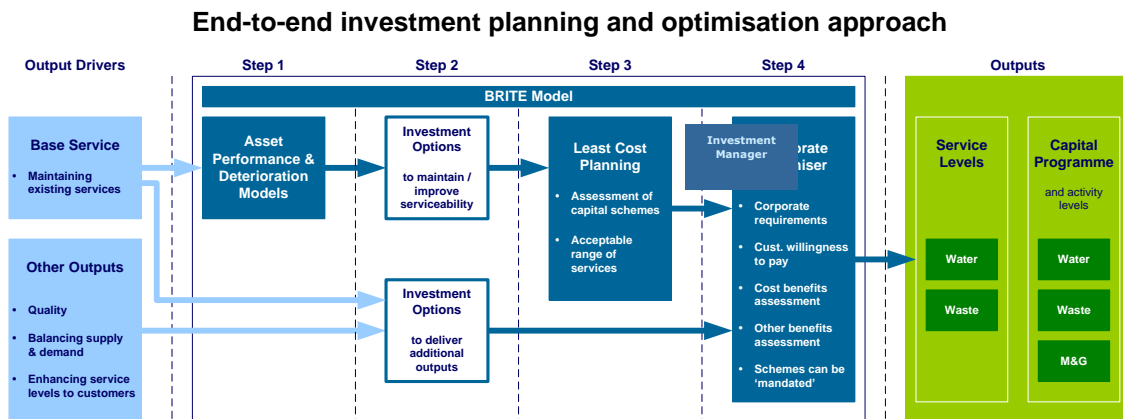 End-to-end investment planning and optimisation approach
Output Drivers
Step 1
Step 2
Step 3
Step 4
Outputs
BRITE Model
Base Service
• Maintaining
existing services
Other Outputs
• Quality
• Balancing supply
& demand
• Enhancing service
levels to customers
Asset
Performance &
Deterioration
Models
Investment
Options
to maintain /
improve
serviceability
Investment
Options
to deliver
additional
outputs
Least Cost
Planning
• Assessment of
capital schemes
• Acceptable
range of
services
Investment
Manager
• Corporate
requirements
• Cust. willingness
to pay
• Cost benefits
assessment
• Other benefits
assessment
• Schemes can be
‘mandated’
Service
Levels
Water
Waste
Capital
Programme
and activity
levels
Water
Waste
M&G